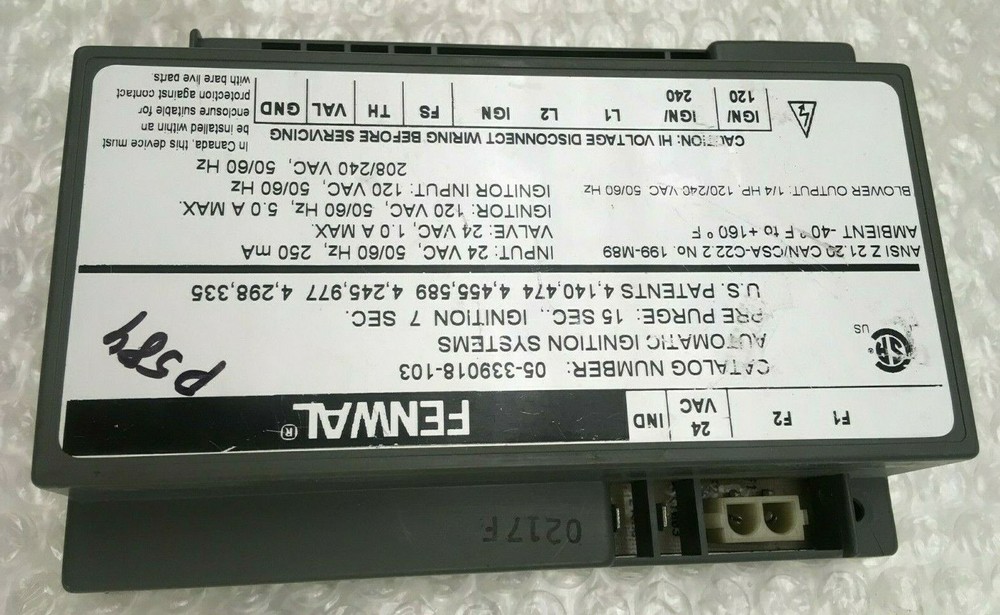 F1 F2 24 VAC IND FENWAL ®
CATALOG NUMBER: 05-339018-103
AUTOMATIC IGNITION SYSTEMS
PRE PURGE: 15 SEC., IGNITION 7 SEC.
U.S. PATENTS 4,140,474 4,455,589 4,245,977 4,298,335
SP ® US
P584
ANSI Z.21.20 CAN/CSA-C22.2 No. 199-M89
AMBIENT -40° F to +160° F
BLOWER OUTPUT: 1/4 HP, 120/240 VAC 50/60 Hz
INPUT: 24 VAC, 50/60 Hz, 250 mA
VALVE: 24 VAC, 1.0 A MAX.
IGNITOR: 120 VAC, 50/60 Hz, 5.0 A MAX.
IGNITOR INPUT: 120 VAC, 50/60 Hz
208/240 VAC, 50/60 Hz
CAUTION: HI VOLTAGE DISCONNECT WIRING BEFORE SERVICING
IGN/ 120 IGN/ 240 L1 L2 IGN FS TH VAL GND
In Canada, this device must
be installed within an
enclosure suitable for
protection against contact
with bare live parts.
0217F